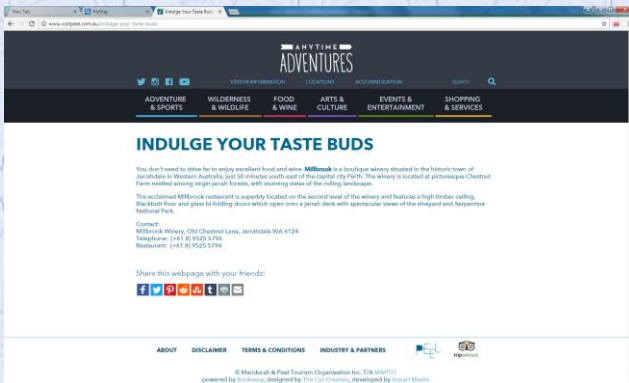 New Tab
MyWay
Indulge Your Taste Buds
www.visitpeel.com.au/indulge-your-taste-buds
ANYTIME
ADVENTURES
VISITOR INFORMATION LOCATIONS ACCOMMODATION SEARCH
ADVENTURE & SPORTS
WILDERNESS & WILDLIFE
FOOD & WINE
ARTS & CULTURE
EVENTS & ENTERTAINMENT
SHOPPING & SERVICES
INDULGE YOUR TASTE BUDS
You don't need to drive far to enjoy excellent food and wine. Millbrook is a boutique winery situated in the historic town of
Jarrahdale in Western Australia, just 50 minutes south east of the capital city Perth. The winery is located at picturesque Chestnut
Farm nestled among virgin jarrah forests, with stunning views of the rolling landscape.
The acclaimed Millbrook restaurant is superbly located on the second level of the winery and features a high timber ceiling,
Blackbutt floor and glass bi-folding doors which open onto a jarrah deck with spectacular views of the vineyard and Serpentine
National Park.
Contact:
Millbrook Winery, Old Chestnut Lane, Jarrahdale WA 6124
Telephone: (+61 8) 9525 5796
Restaurant: (+61 8) 9525 5796
Share this webpage with your friends:
ABOUT DISCLAIMER TERMS & CONDITIONS INDUSTRY & PARTNERS PEEL tripadvisor
© Mandurah & Peel Tourism Organisation Inc. T/A MAPTO
powered by Bookeasy, designed by The Cut Creative, developed by Impart Media